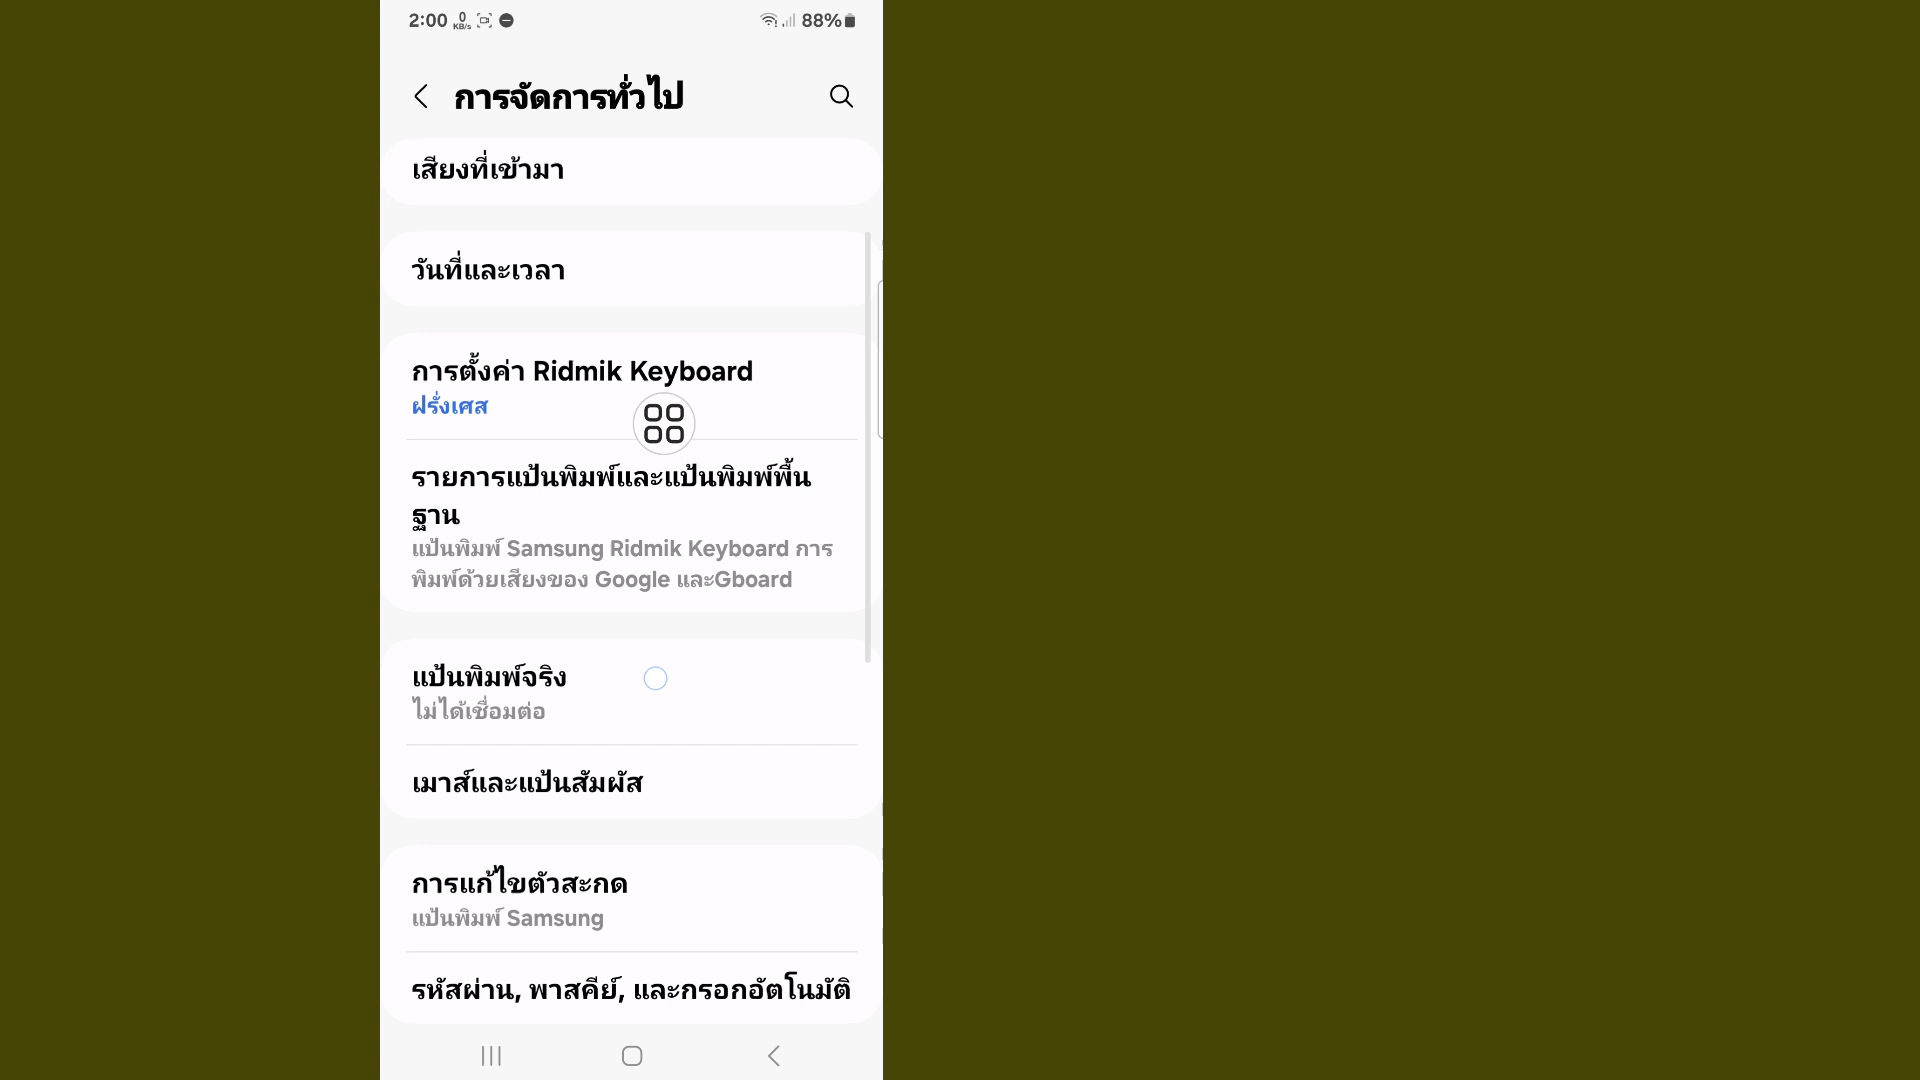 2:00 0 KB/s 88%
การจัดการทั่วไป
เสียงที่เข้ามา
วันที่และเวลา
การตั้งค่า Ridmik Keyboard
ฝรั่งเศส
รายการแป้นพิมพ์และแป้นพิมพ์พื้น
ฐาน
แป้นพิมพ์ Samsung Ridmik Keyboard การ
พิมพ์ด้วยเสียงของ Google และGboard
แป้นพิมพ์จริง
ไม่ได้เชื่อมต่อ
เมาส์และแป้นสัมผัส
การแก้ไขตัวสะกด
แป้นพิมพ์ Samsung
รหัสผ่าน, พาสคีย์, และกรอกอัตโนมัติ